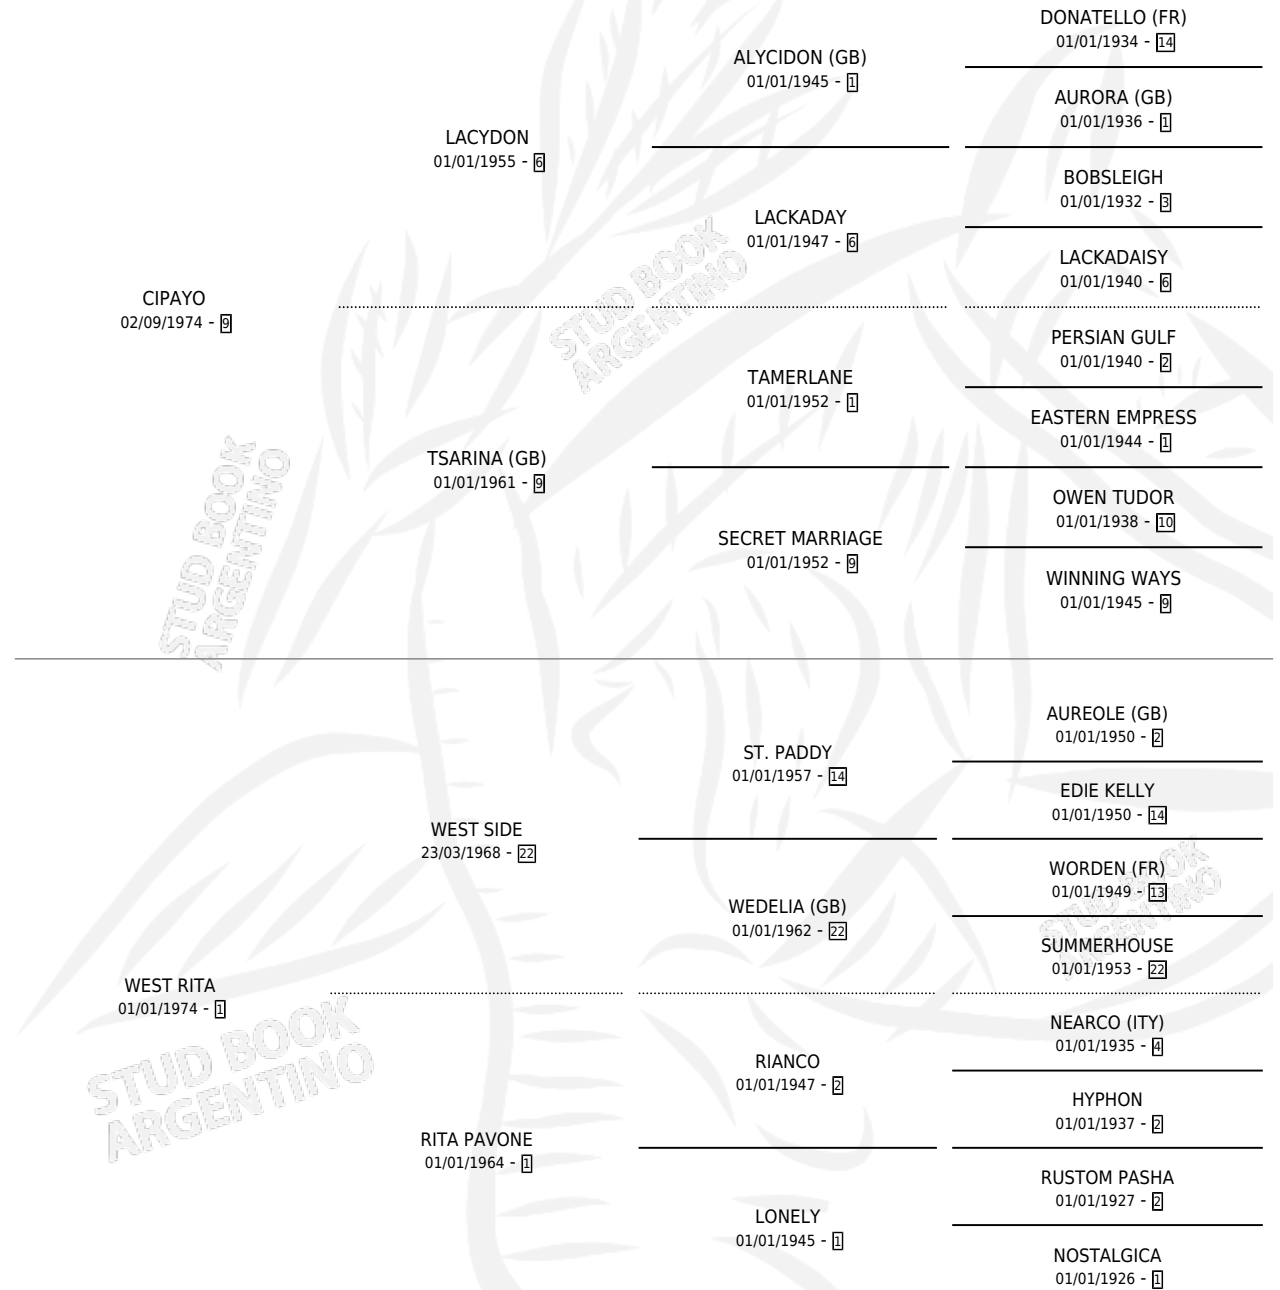 DONATELLO (FR)
01/01/1934 - 14
ALYCIDON (GB)
01/01/1945 - 1
AURORA (GB)
01/01/1936 - 1
LACYDON
01/01/1955 - 6
BOBSLEIGH
01/01/1932 - 3
LACKADAY
01/01/1947 - 6
LACKADAISY
01/01/1940 - 6
CIPAYO
02/09/1974 - 9
PERSIAN GULF
01/01/1940 - 2
TAMERLANE
01/01/1952 - 1
EASTERN EMPRESS
01/01/1944 - 1
TSARINA (GB)
01/01/1961 - 9
OWEN TUDOR
01/01/1938 - 10
SECRET MARRIAGE
01/01/1952 - 9
WINNING WAYS
01/01/1945 - 9
STUD BOOK
ARGENTINO
STUD BOOK
ARGENTINO
AUREOLE (GB)
01/01/1950 - 2
ST. PADDY
01/01/1957 - 14
EDIE KELLY
01/01/1950 - 14
WEST SIDE
23/03/1968 - 22
WORDEN (FR)
01/01/1949 - 13
WEDELIA (GB)
01/01/1962 - 22
SUMMERHOUSE
01/01/1953 - 22
STUD BOOK
ARGENTINO
WEST RITA
01/01/1974 - 1
NEARCO (ITY)
01/01/1935 - 4
RIANCO
01/01/1947 - 2
HYPHON
01/01/1937 - 2
STUD BOOK
ARGENTINO
RITA PAVONE
01/01/1964 - 1
RUSTOM PASHA
01/01/1927 - 2
LONELY
01/01/1945 - 1
NOSTALGICA
01/01/1926 - 1